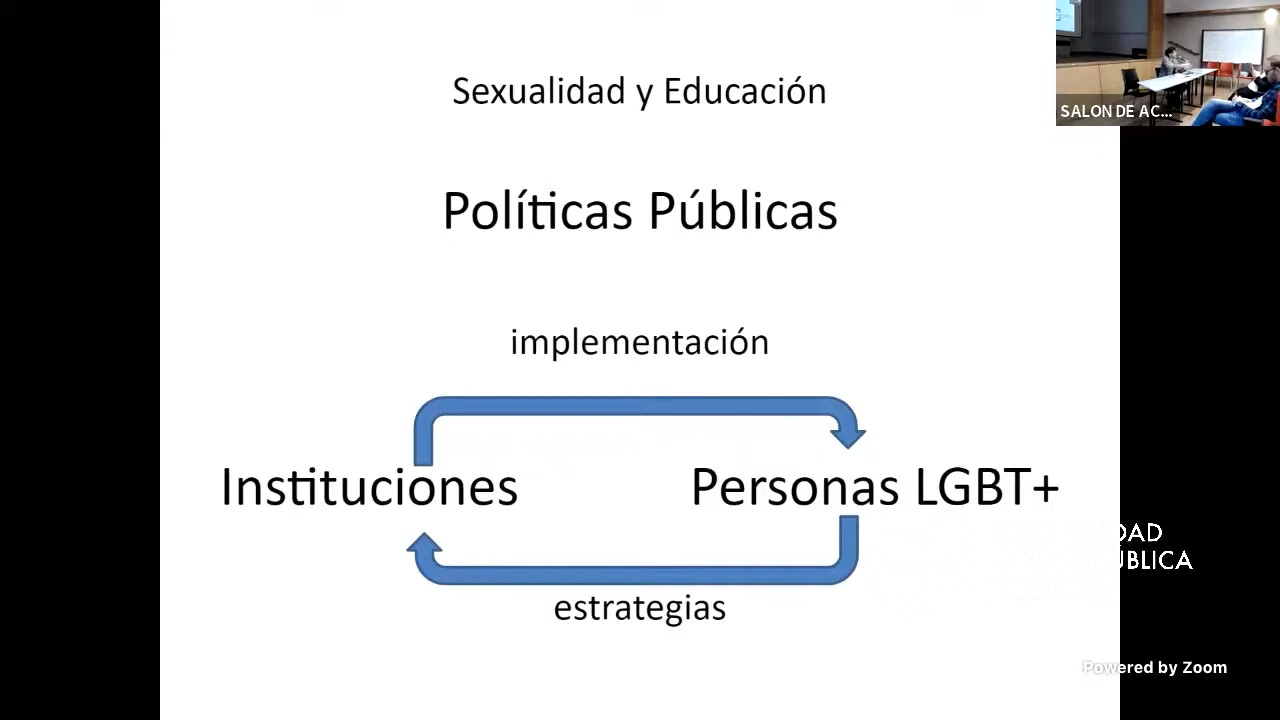 Sexualidad y Educación
SALON DE AC...
Políticas Públicas
implementación
Instituciones
Personas LGBT+
estrategias
Powered by Zoom